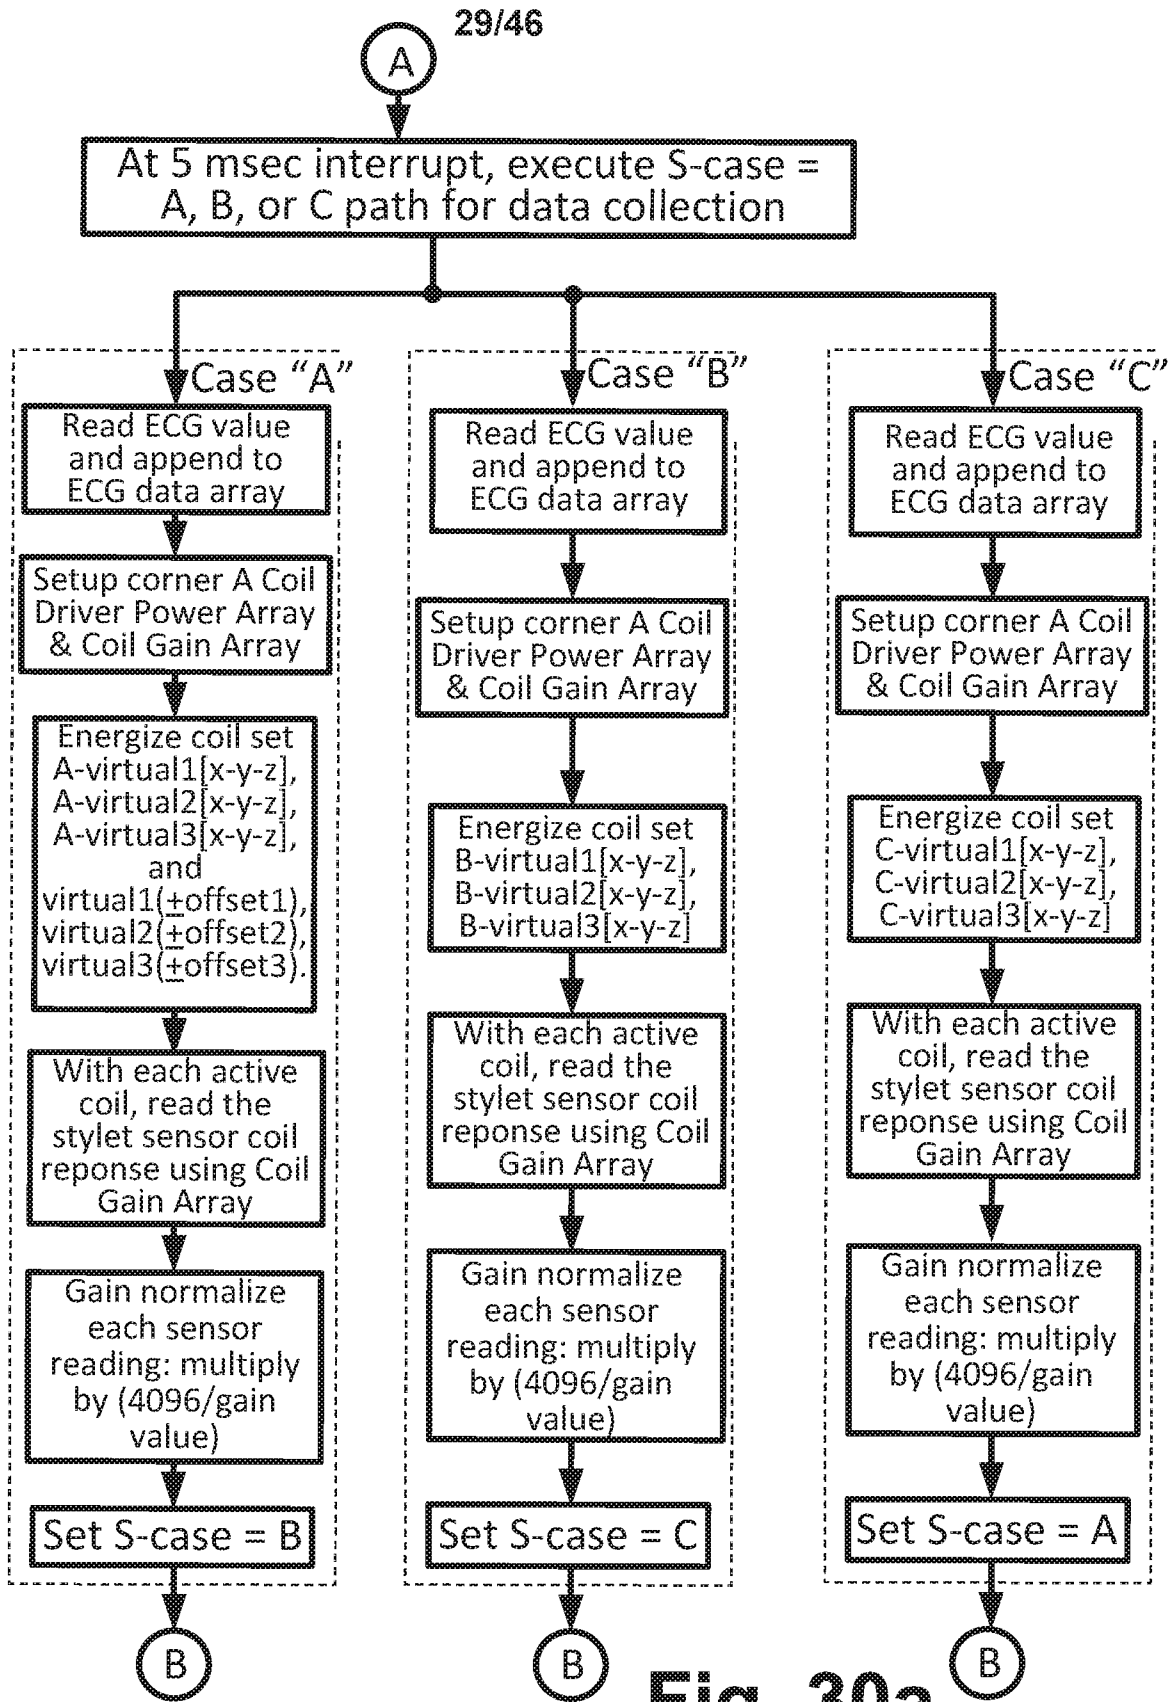 29/46
A
At 5 msec interrupt, execute S-case =
A, B, or C path for data collection
Case “A”
Read ECG value
and append to
ECG data array
Setup corner A Coil
Driver Power Array
& Coil Gain Array
Energize coil set
A-virtual1[x-y-z],
A-virtual2[x-y-z],
A-virtual3[x-y-z],
and
virtual1(±offset1),
virtual2(±offset2),
virtual3(±offset3).
With each active
coil, read the
stylet sensor coil
reponse using Coil
Gain Array
Gain normalize
each sensor
reading: multiply
by (4096/gain
value)
Set S-case = B
B
Case “B”
Read ECG value
and append to
ECG data array
Setup corner A Coil
Driver Power Array
& Coil Gain Array
Energize coil set
B-virtual1[x-y-z],
B-virtual2[x-y-z],
B-virtual3[x-y-z]
With each active
coil, read the
stylet sensor coil
reponse using Coil
Gain Array
Gain normalize
each sensor
reading: multiply
by (4096/gain
value)
Set S-case = C
B
Case “C”
Read ECG value
and append to
ECG data array
Setup corner A Coil
Driver Power Array
& Coil Gain Array
Energize coil set
C-virtual1[x-y-z],
C-virtual2[x-y-z],
C-virtual3[x-y-z]
With each active
coil, read the
stylet sensor coil
reponse using Coil
Gain Array
Gain normalize
each sensor
reading: multiply
by (4096/gain
value)
Set S-case = A
B
Fig. 30a